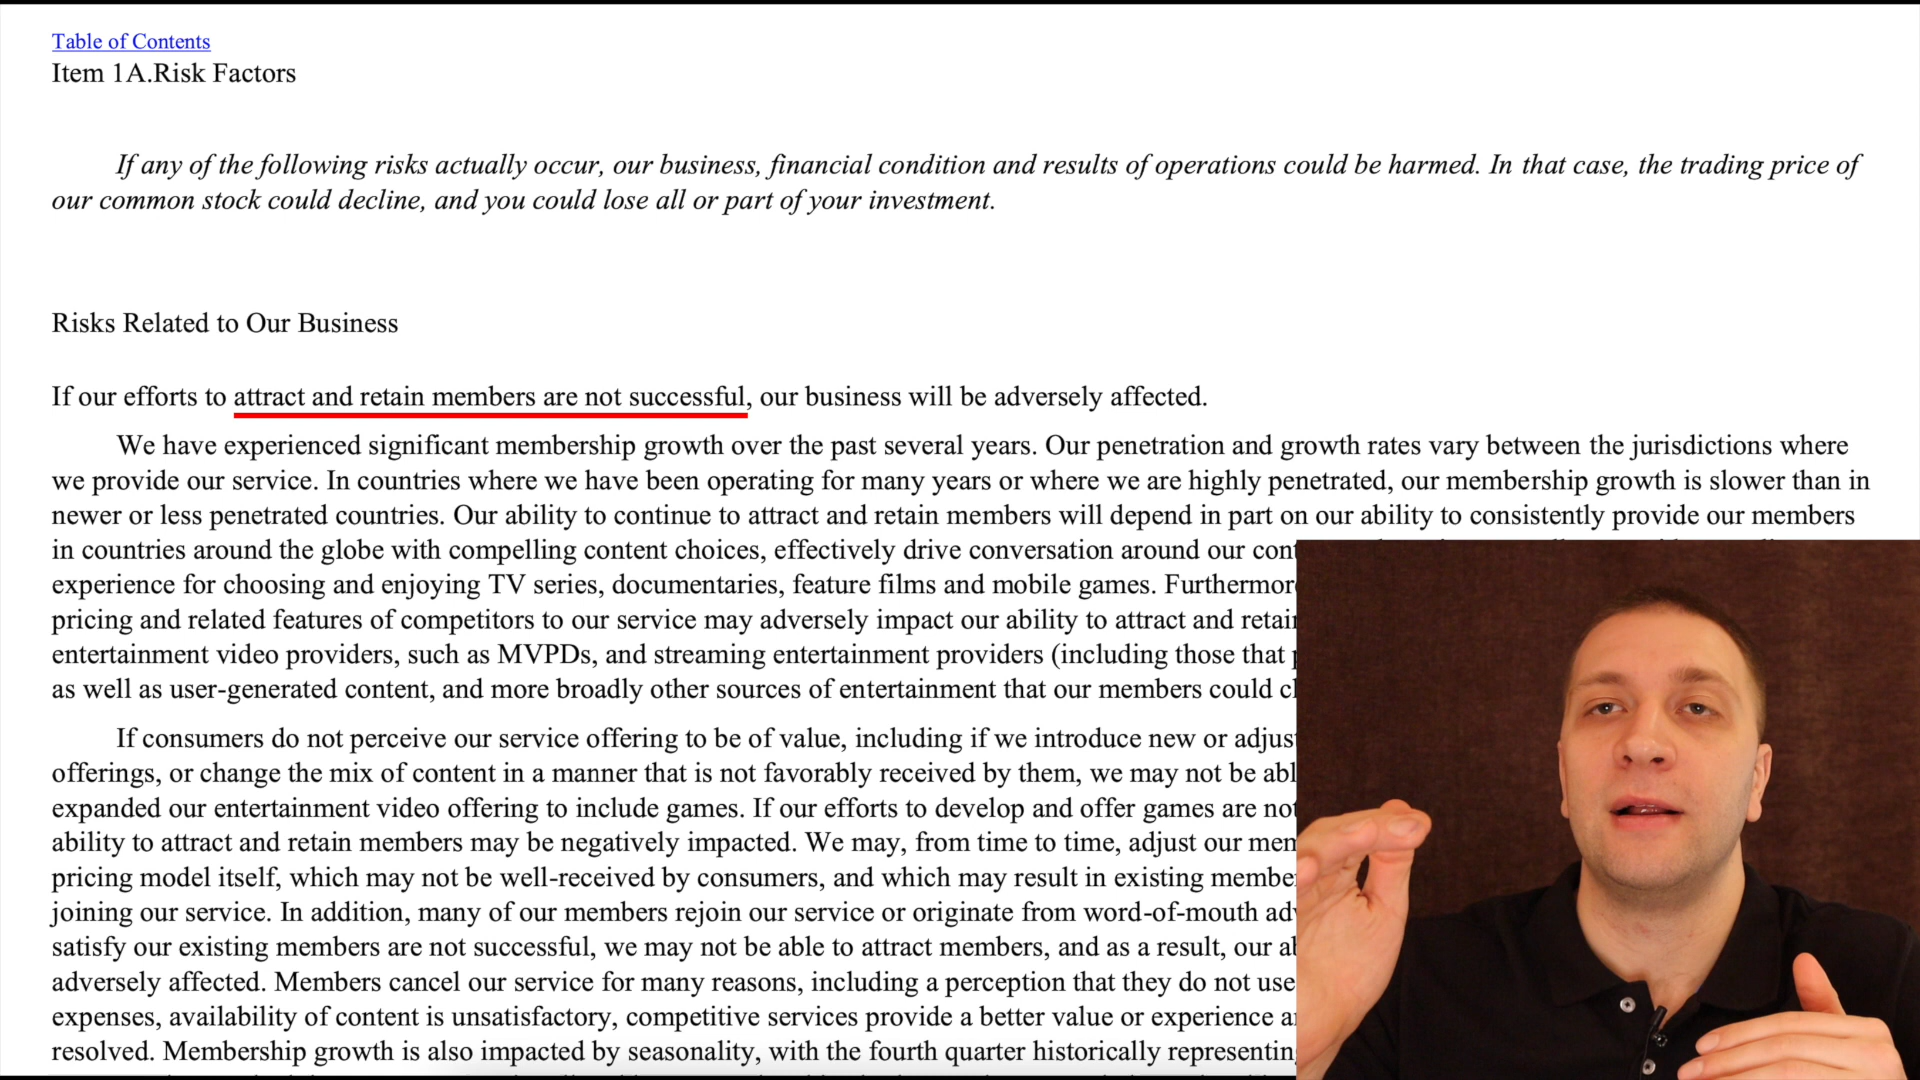 Table of Contents
Item 1A.Risk Factors
If any of the following risks actually occur, our business, financial condition and results of operations could be harmed. In that case, the trading price of
our common stock could decline, and you could lose all or part of your investment.
Risks Related to Our Business
If our efforts to attract and retain members are not successful, our business will be adversely affected.
We have experienced significant membership growth over the past several years. Our penetration and growth rates vary between the jurisdictions where
we provide our service. In countries where we have been operating for many years or where we are highly penetrated, our membership growth is slower than in
newer or less penetrated countries. Our ability to continue to attract and retain members will depend in part on our ability to consistently provide our members
in countries around the globe with compelling content choices, effectively drive conversation around our
experience for choosing and enjoying TV series, documentaries, feature films and mobile games.
pricing and related features of competitors to our service may adversely impact our ability to attract and
entertainment video providers, such as MVPDs, and streaming entertainment providers (including those that
as well as user-generated content, and more broadly other sources of entertainment that our members could
If consumers do not perceive our service offering to be of value, including if we introduce new or
offerings, or change the mix of content in a manner that is not favorably received by them, we may not be
expanded our entertainment video offering to include games. If our efforts to develop and offer games are not
ability to attract and retain members may be negatively impacted. We may, from time to time, adjust our
pricing model itself, which may not be well-received by consumers, and which may result in existing
joining our service. In addition, many of our members rejoin our service or originate from word-of-mouth
satisfy our existing members are not successful, we may not be able to attract members, and as a result, our
adversely affected. Members cancel our service for many reasons, including a perception that they do not use
expenses, availability of content is unsatisfactory, competitive services provide a better value or experience
resolved. Membership growth is also impacted by seasonality, with the fourth quarter historically representing